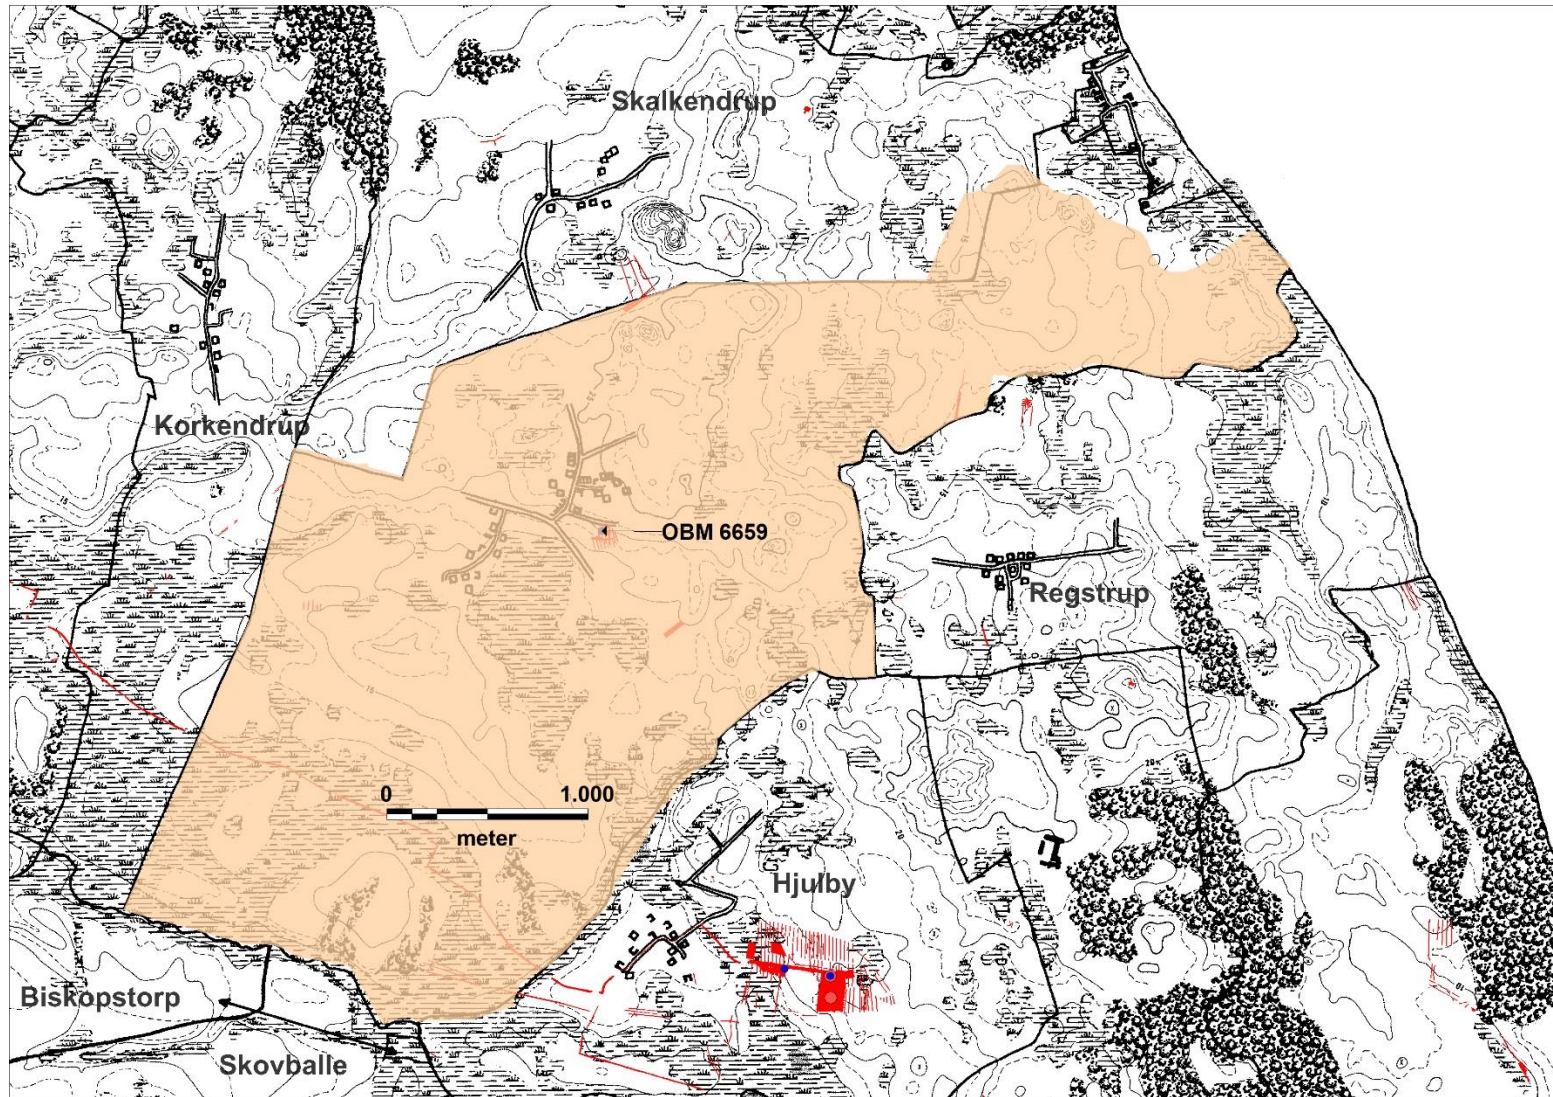 Skalkendrup
Korkendrup
OBM 6659
Regstrup
0 1.000
meter
Hjulby
Biskopstorp
Skovballe